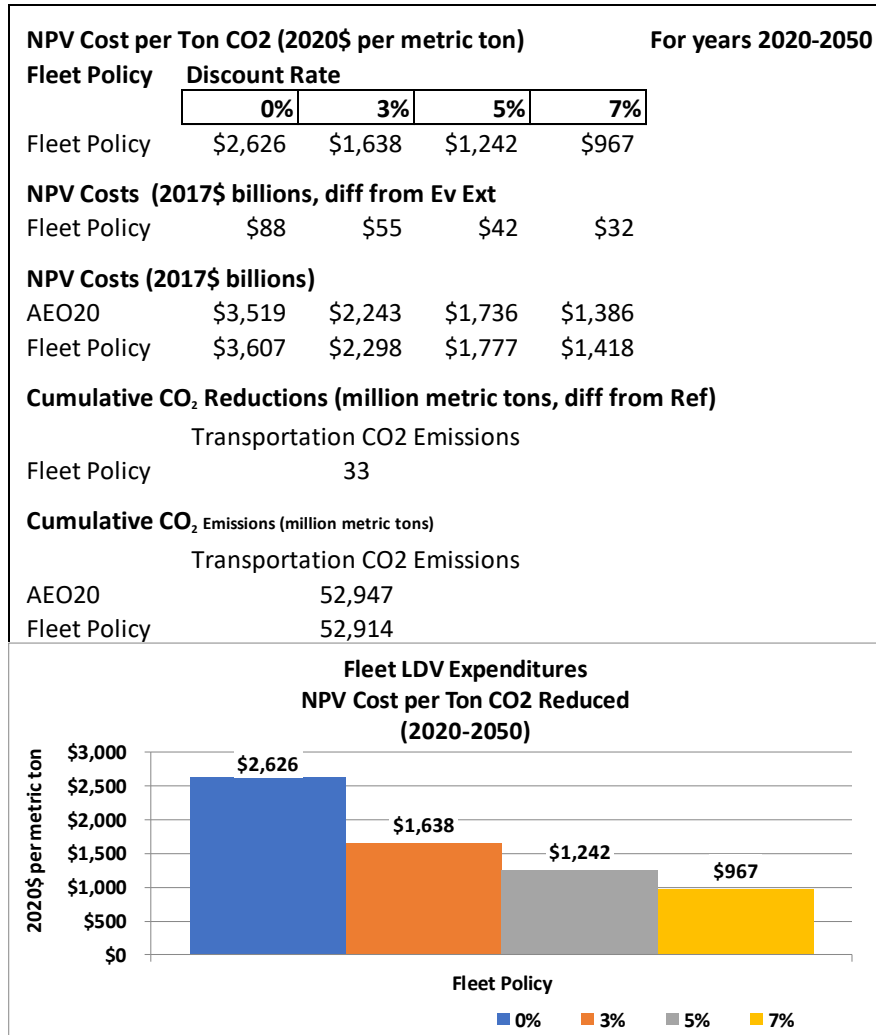 NPV Cost per Ton CO2 (2020$ per metric ton) For years 2020-2050
Fleet Policy Discount Rate
0% 3% 5% 7%
Fleet Policy $2,626 $1,638 $1,242 $967
NPV Costs (2017$ billions, diff from Ev Ext
Fleet Policy $88 $55 $42 $32
NPV Costs (2017$ billions)
AEO20 $3,519 $2,243 $1,736 $1,386
Fleet Policy $3,607 $2,298 $1,777 $1,418
Cumulative CO₂ Reductions (million metric tons, diff from Ref)
Transportation CO2 Emissions
Fleet Policy 33
Cumulative CO₂ Emissions (million metric tons)
Transportation CO2 Emissions
AEO20 52,947
Fleet Policy 52,914
Fleet LDV Expenditures
NPV Cost per Ton CO2 Reduced
(2020-2050)
2020$ per metric ton
$3,000
$2,500
$2,000
$1,500
$1,000
$500
$0
$2,626
$1,638
$1,242
$967
Fleet Policy
0% 3% 5% 7%